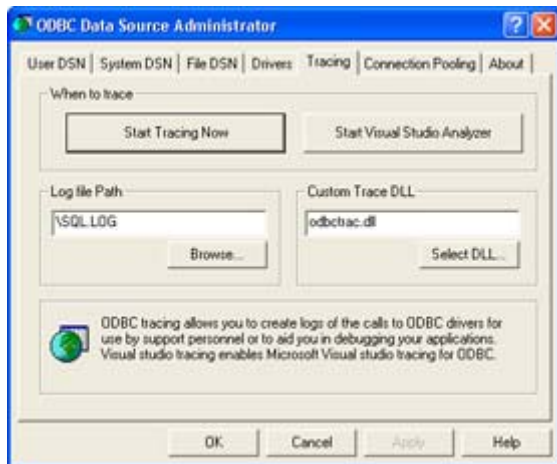 ODBC Data Source Administrator
User DSN System DSN File DSN Drivers Tracing Connection Pooling About
When to trace
Start Tracing Now Start Visual Studio Analyzer
Log file Path Custom Trace DLL
\SQL.LOG odbctrac.dll
Browse... Select DLL...
ODBC tracing allows you to create logs of the calls to ODBC drivers for
use by support personnel or to aid you in debugging your applications.
Visual studio tracing enables Microsoft Visual studio tracing for ODBC.
OK Cancel Apply Help